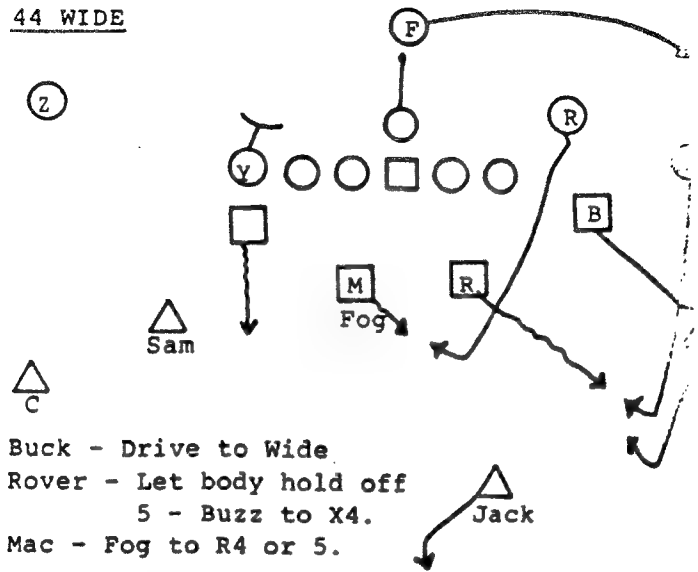 44 WIDE
F
Z
R
Y
B
M
R
Fog
Sam
C
Jack
Buck - Drive to Wide
Rover - Let body hold off
5 - Buzz to X4.
Mac - Fog to R4 or 5.